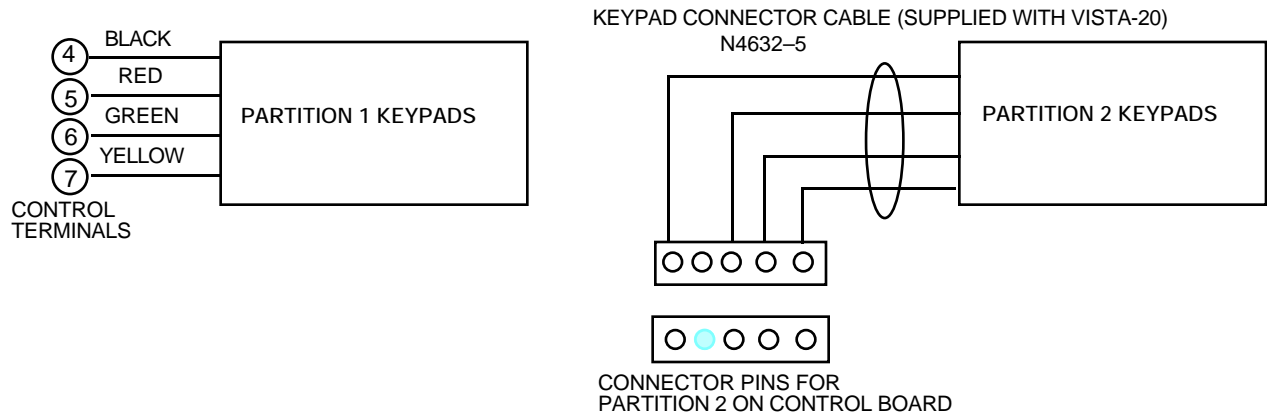 4
BLACK
5
RED
6
GREEN
7
YELLOW
CONTROL
TERMINALS
PARTITION 1 KEYPADS
KEYPAD CONNECTOR CABLE (SUPPLIED WITH VISTA-20)
N4632–5
PARTITION 2 KEYPADS
CONNECTOR PINS FOR
PARTITION 2 ON CONTROL BOARD